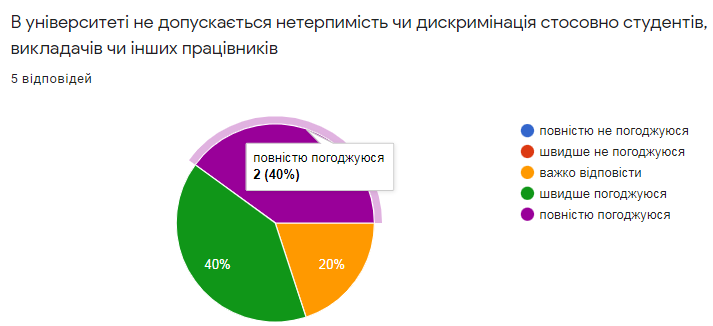 В університеті не допускається нетерпимість чи дискримінація стосовно студентів,
викладачів чи інших працівників
5 відповідей
повністю погоджуюся
2 (40%)
40%
20%
повністю не погоджуюся
швидше не погоджуюся
важко відповісти
швидше погоджуюся
повністю погоджуюся